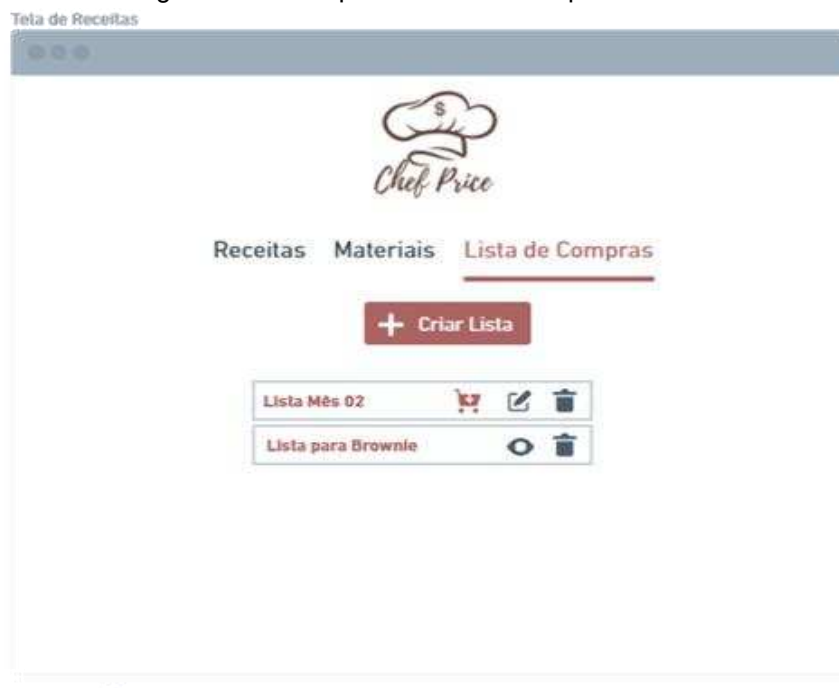 Tela de Receitas
$
Chef Price
Receitas Materiais Lista de Compras
+ Criar Lista
Lista Mês 02
Lista para Brownie